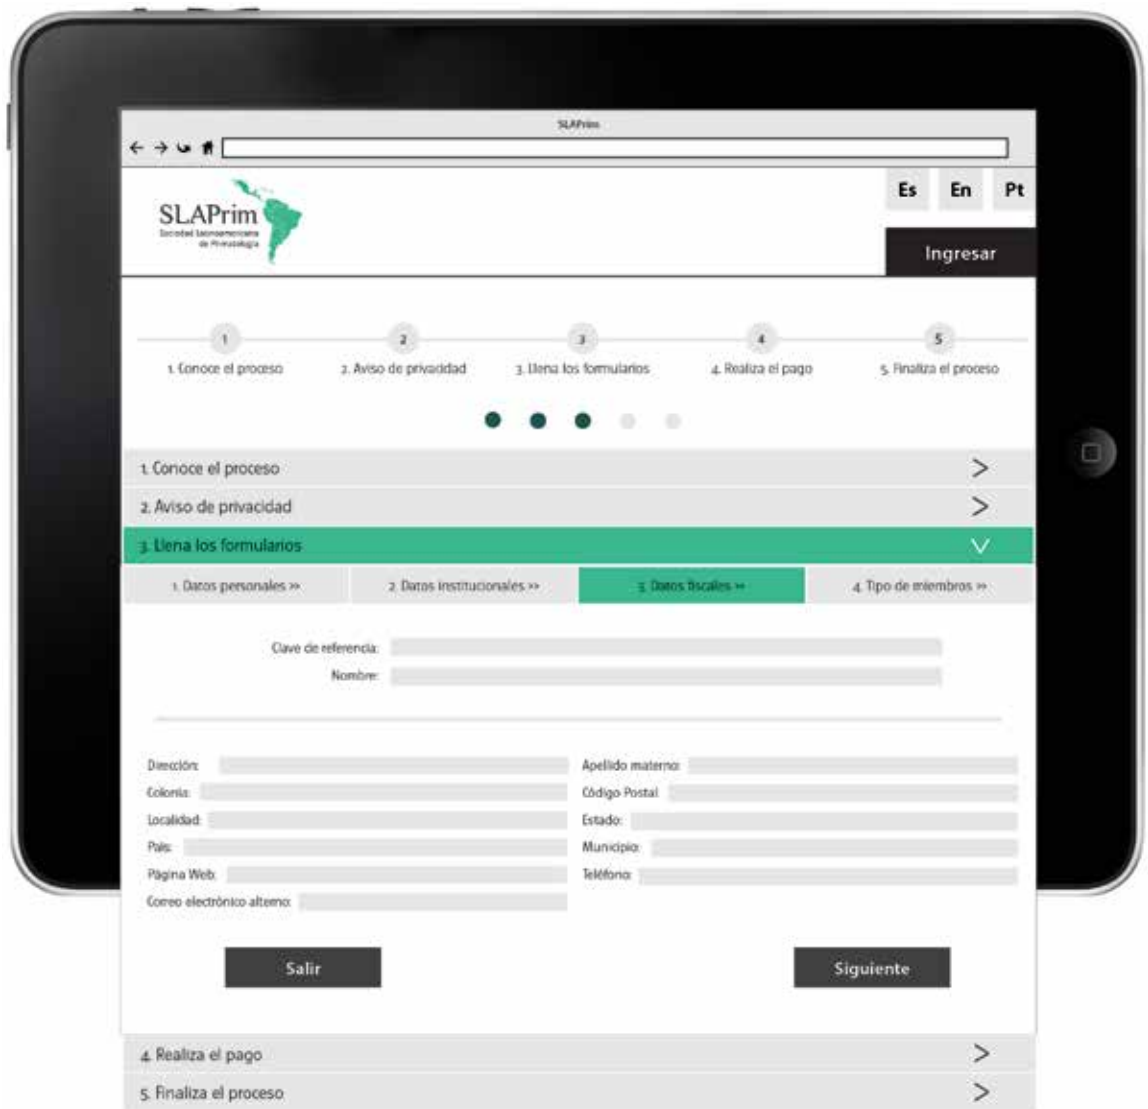 SLAPrim
Es En Pt
SLAPrim
Sociedad Latinoamericana
de Primatología
Ingresar
1 2 3 4 5
1. Conoce el proceso 2. Aviso de privacidad 3. Llena los formularios 4. Realiza el pago 5. Finaliza el proceso
1. Conoce el proceso >
2. Aviso de privacidad >
3. Llena los formularios
1. Datos personales » 2. Datos institucionales » 3. Datos fiscales » 4. Tipo de miembros »
Clave de referencia:
Nombre:
Dirección: Apellido materno:
Colonia: Código Postal:
Localidad: Estado:
País: Municipio:
Página Web: Teléfono:
Correo electrónico alterno:
Salir Siguiente
4. Realiza el pago >
5. Finaliza el proceso >